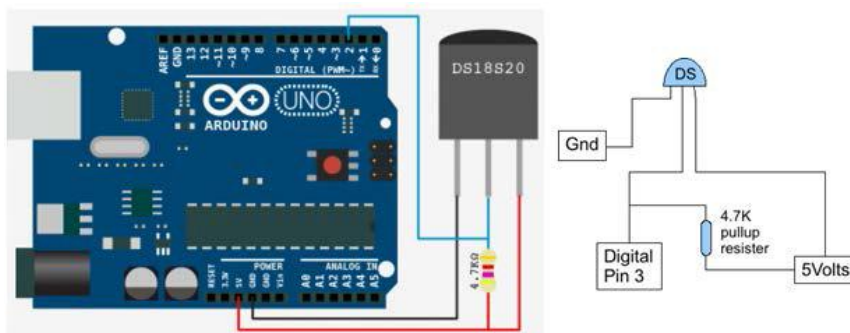 AREF
GND
13
12
~11
~10
~9
8
7
~6
~5
4
~3
2
TX→1
RX←0
DIGITAL (PWM~)
UNO
ARDUINO
DS18S20
POWER
ANALOG IN
RESET
3.3V
5V
GND
GND
Vin
A0
A1
A2
A3
A4
A5
4.7KΩ
DS
Gnd
4.7K
pullup
resister
Digital
Pin 3
5Volts